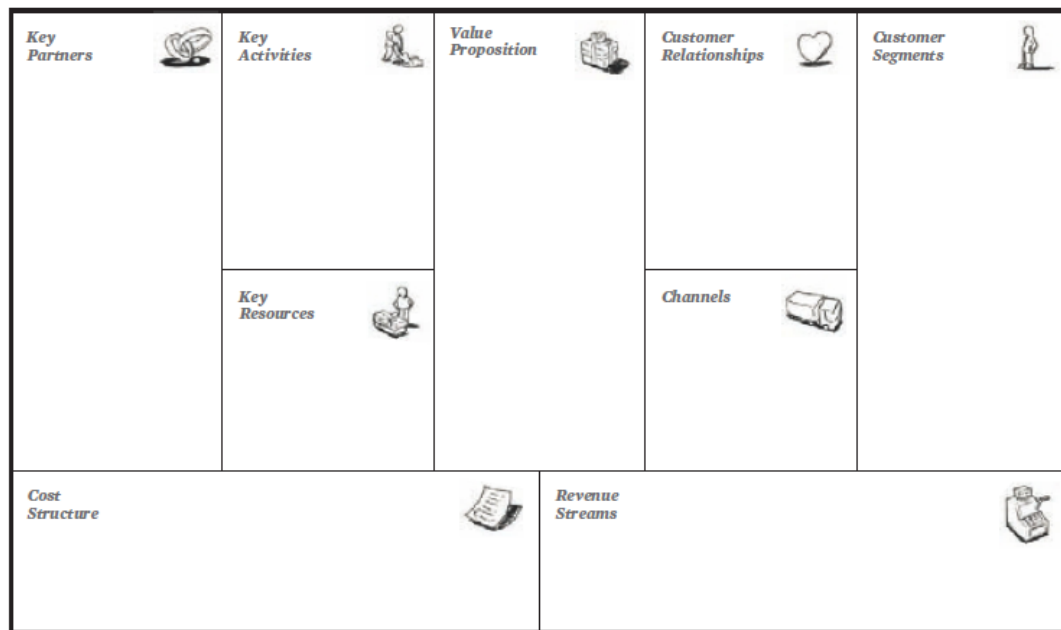 Key
Partners
Key
Activities
Value
Proposition
Customer
Relationships
Customer
Segments
Key
Resources
Channels
Cost
Structure
Revenue
Streams